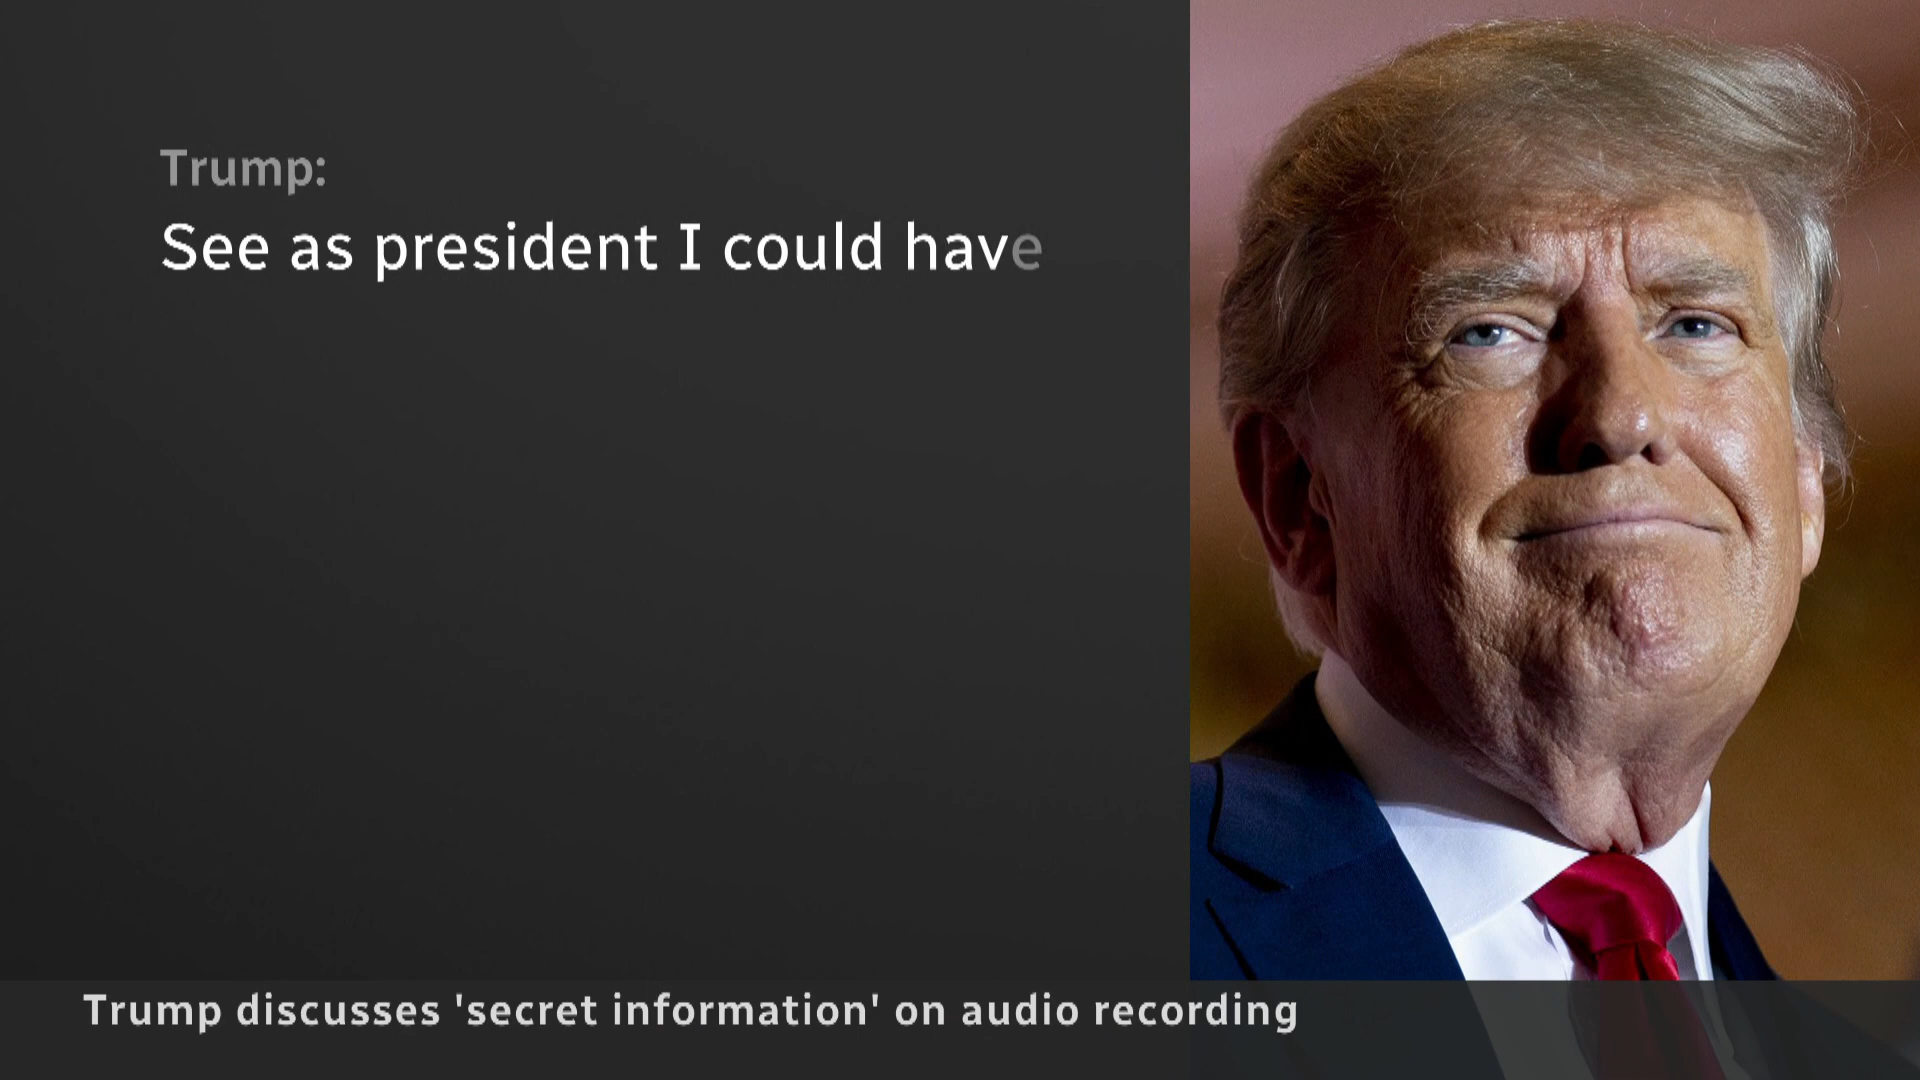 Trump:
See as president I could have
Trump discusses 'secret information' on audio recording